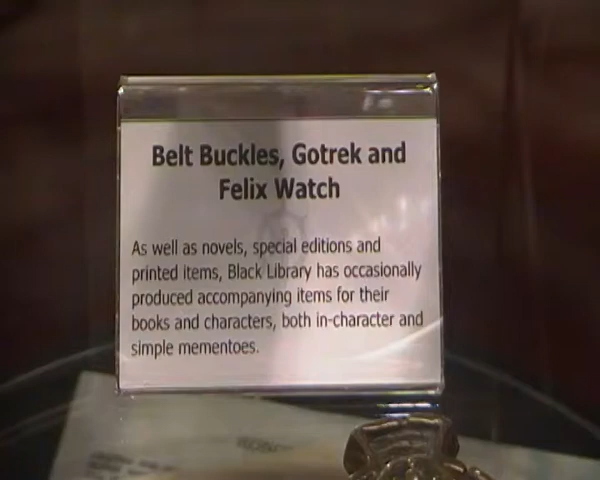 Belt Buckles, Gotrek and
Felix Watch
As well as novels, special editions and
printed items, Black Library has occasionally
produced accompanying items for their
books and characters, both in-character and
simple mementoes.